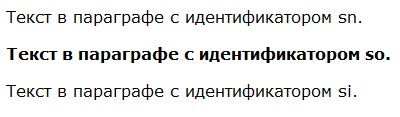 Текст в параграфе с идентификатором sn.
Текст в параграфе с идентификатором so.
Текст в параграфе с идентификатором si.